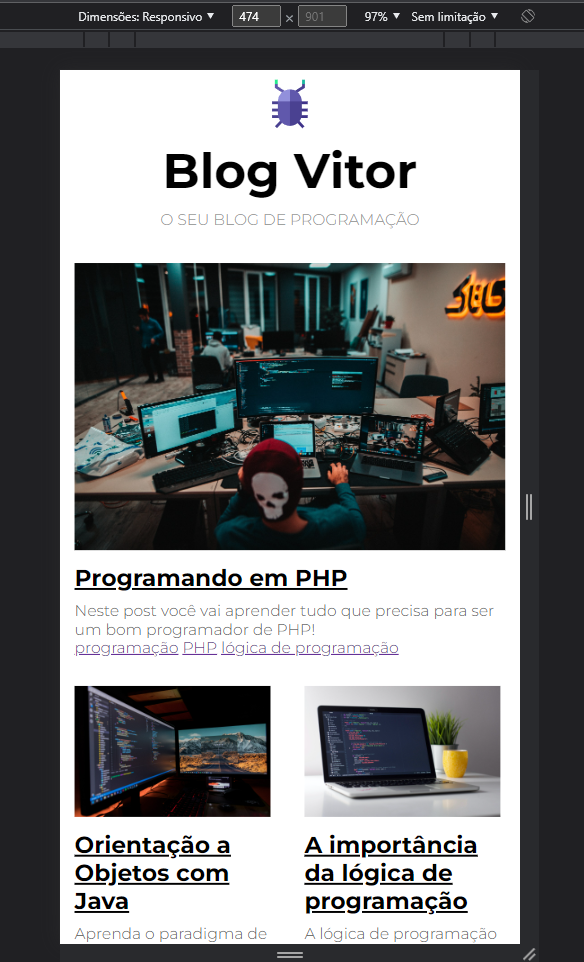 Dimensões: Responsivo
474 × 901
97%
Sem limitação
Blog Vitor
O SEU BLOG DE PROGRAMAÇÃO
Programando em PHP
Neste post você vai aprender tudo que precisa para ser
um bom programador de PHP!
programação PHP lógica de programação
Orientação a
Objetos com
Java
Aprenda o paradigma de
A importância
da lógica de
programação
A lógica de programação